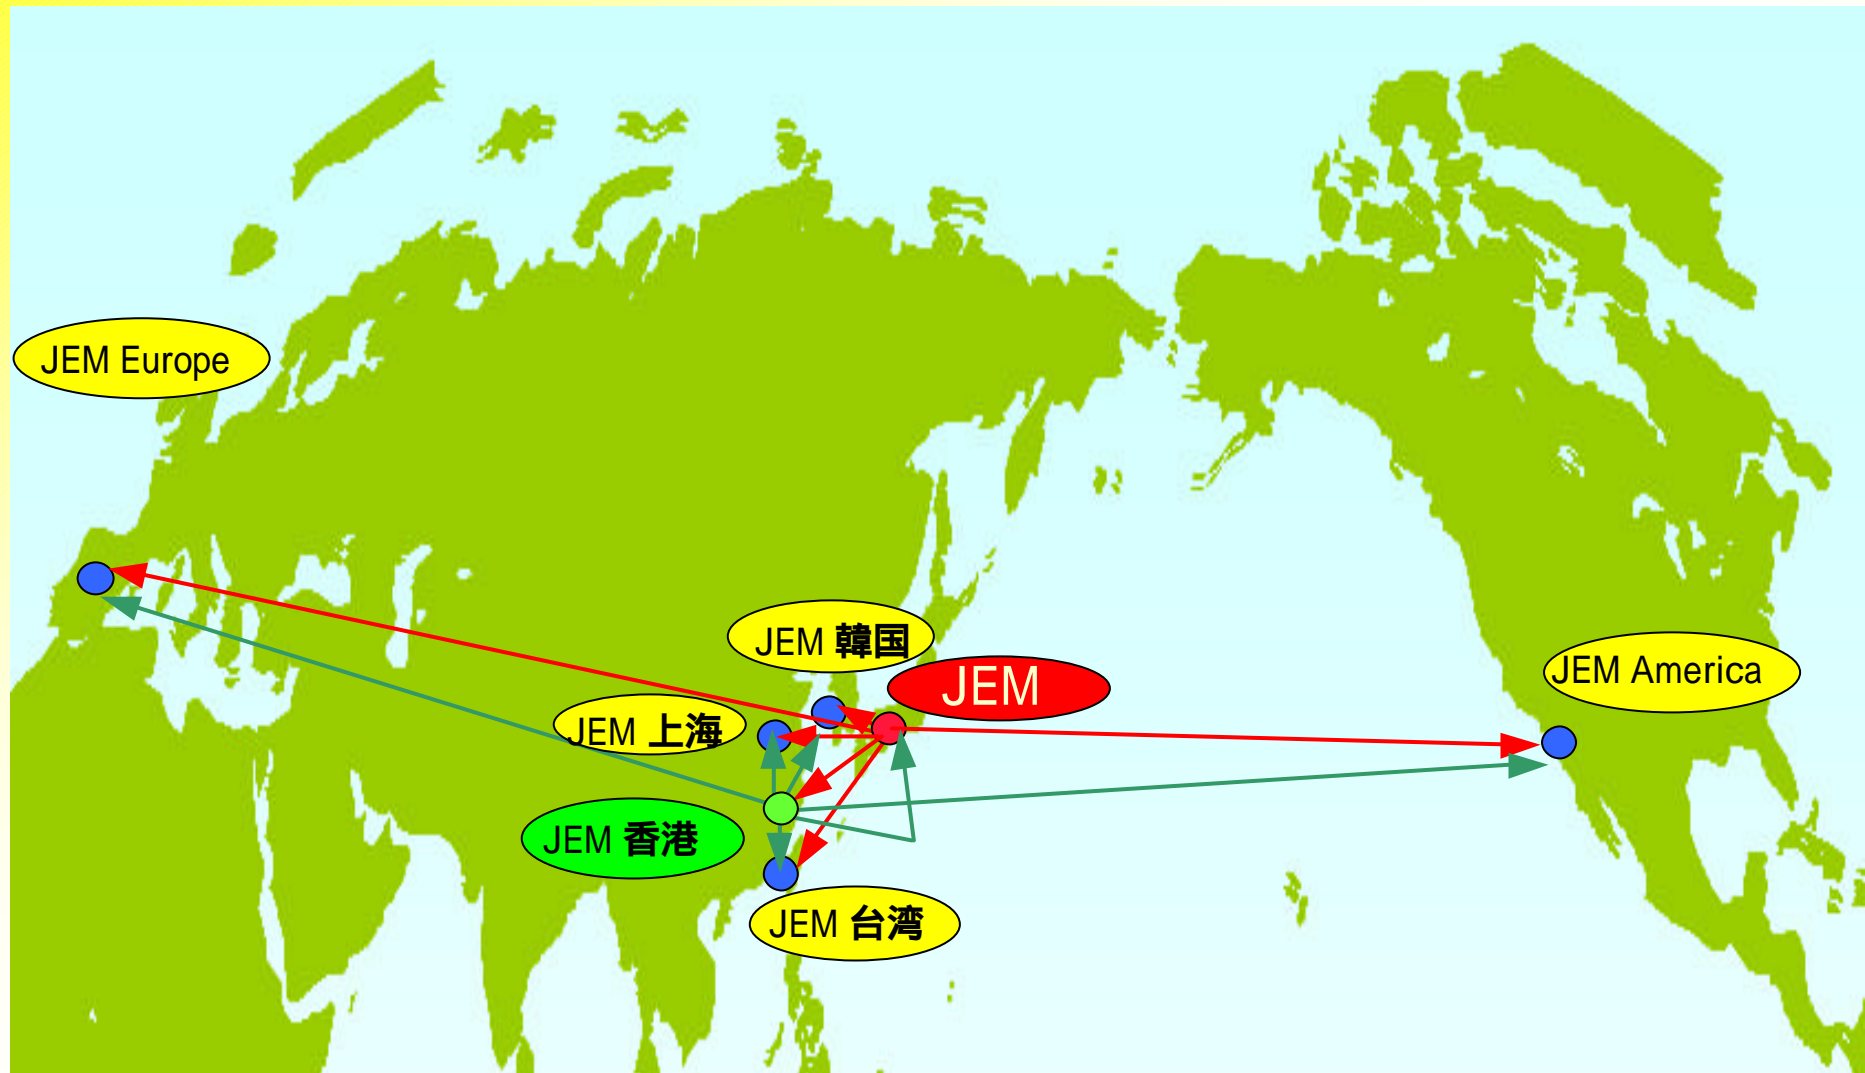 JEM Europe
JEM 韓国
JEM
JEM America
JEM 上海
JEM 香港
JEM 台湾